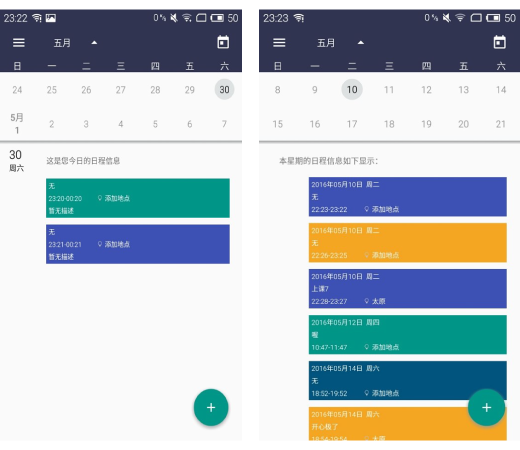 23:22
0% 50
五月
日 一 二 三 四 五 六
24 25 26 27 28 29 30
5月
1 2 3 4 5 6 7
30
周六
这是您今日的日程信息
无
23:20-00:20 添加地点
暂无描述
无
23:21-00:21 添加地点
暂无描述
+
23:23
0% 50
五月
日 一 二 三 四 五 六
8 9 10 11 12 13 14
15 16 17 18 19 20 21
本星期的日程信息如下显示：
2016年05月10日 周二
无
22:23-23:22 添加地点
2016年05月10日 周二
无
22:26-23:25 添加地点
2016年05月10日 周二
上课7
22:28-23:27 太原
2016年05月12日 周四
喔
10:47-11:47 添加地点
2016年05月14日 周六
无
18:52-19:52 添加地点
2016年05月14日 周六
开心极了
18:54-19:54 太原
+